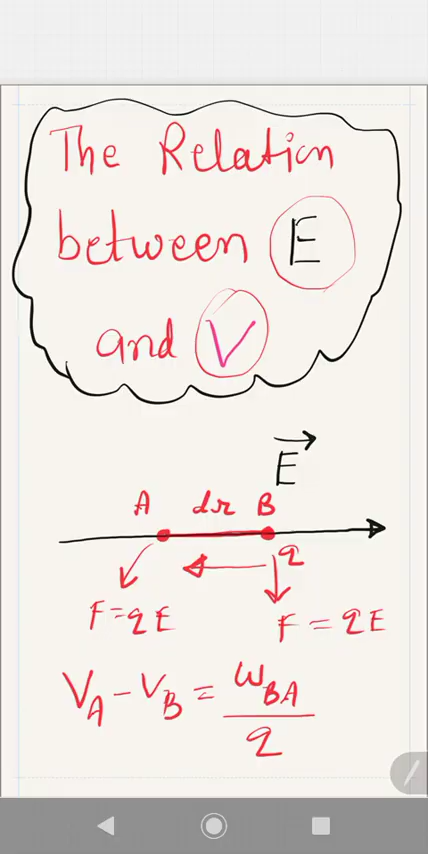 The Relation
between E
and V
E
A dr B
q
F = qE
F = qE
V_A - V_B = W_BA / q